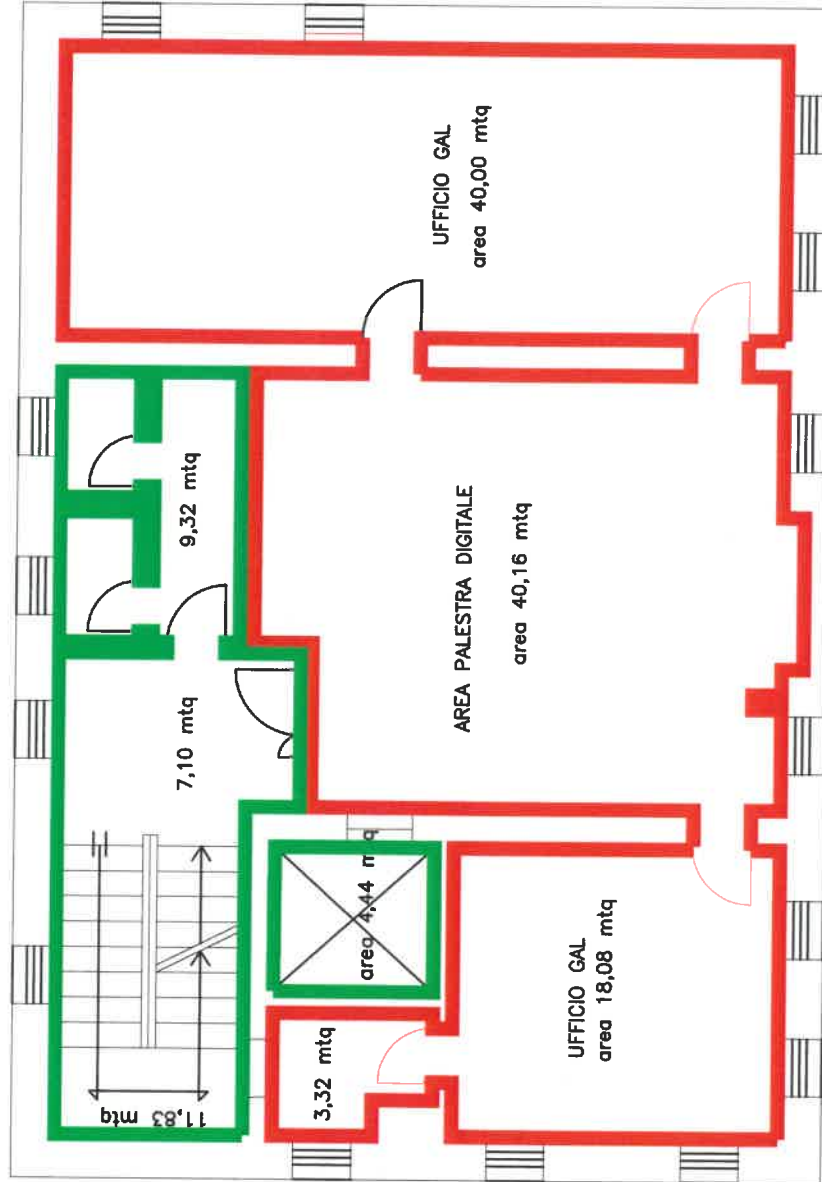 UFFICIO GAL
area 40,00 mtq
9,32 mtq
AREA PALESTRA DIGITALE
area 40,16 mtq
7,10 mtq
area 4,44 mtq
UFFICIO GAL
area 18,08 mtq
3,32 mtq
11,83 mtq